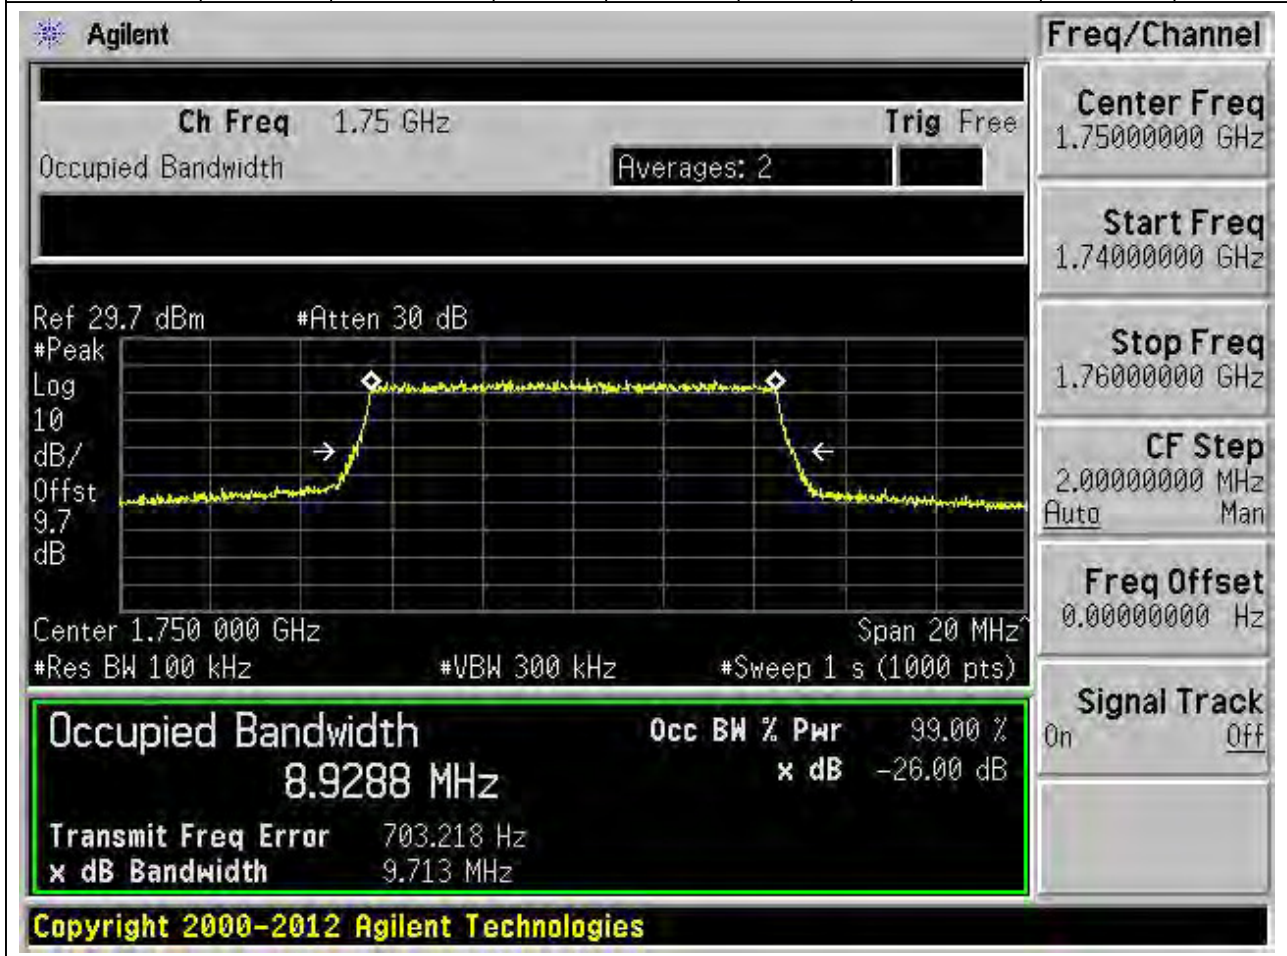 Agilent
Freq/Channel
Ch Freq 1.75 GHz Trig Free
Occupied Bandwidth Averages: 2
Center Freq
1.75000000 GHz
Start Freq
1.74000000 GHz
Stop Freq
1.76000000 GHz
CF Step
2.00000000 MHz
Auto Man
Freq Offset
0.00000000 Hz
Signal Track
On Off
Ref 29.7 dBm #Atten 30 dB
#Peak
Log
10
dB/
Offst
9.7
dB
Center 1.750 000 GHz Span 20 MHz^
#Res BW 100 kHz #VBW 300 kHz #Sweep 1 s (1000 pts)
Occupied Bandwidth Occ BW % Pwr 99.00 %
8.9288 MHz x dB -26.00 dB
Transmit Freq Error 703.218 Hz
x dB Bandwidth 9.713 MHz
Copyright 2000-2012 Agilent Technologies